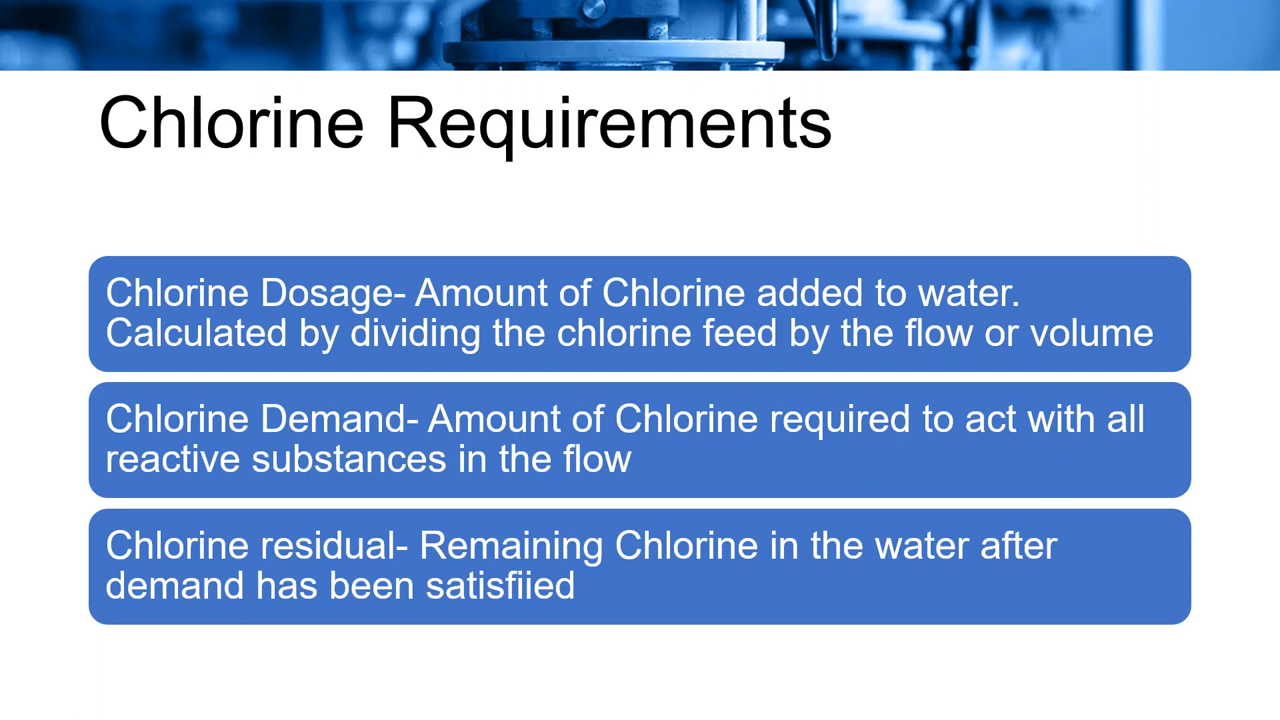 Chlorine Requirements
Chlorine Dosage- Amount of Chlorine added to water.
Calculated by dividing the chlorine feed by the flow or volume
Chlorine Demand- Amount of Chlorine required to act with all
reactive substances in the flow
Chlorine residual- Remaining Chlorine in the water after
demand has been satisfiied